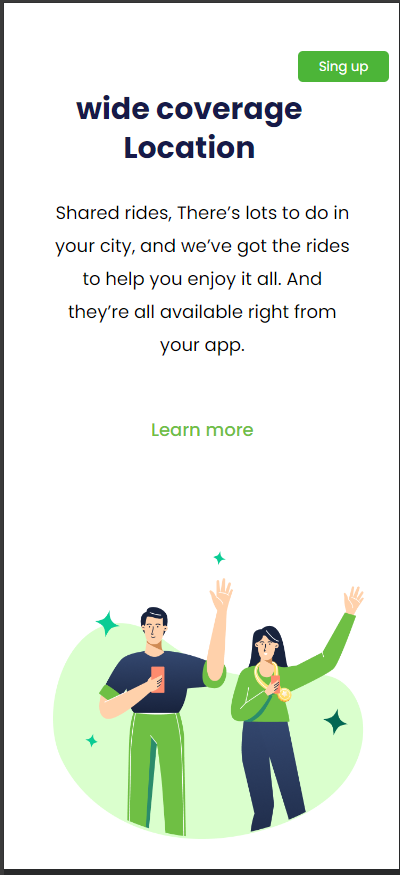 Sing up
wide coverage
Location
Shared rides, There’s lots to do in
your city, and we’ve got the rides
to help you enjoy it all. And
they’re all available right from
your app.
Learn more